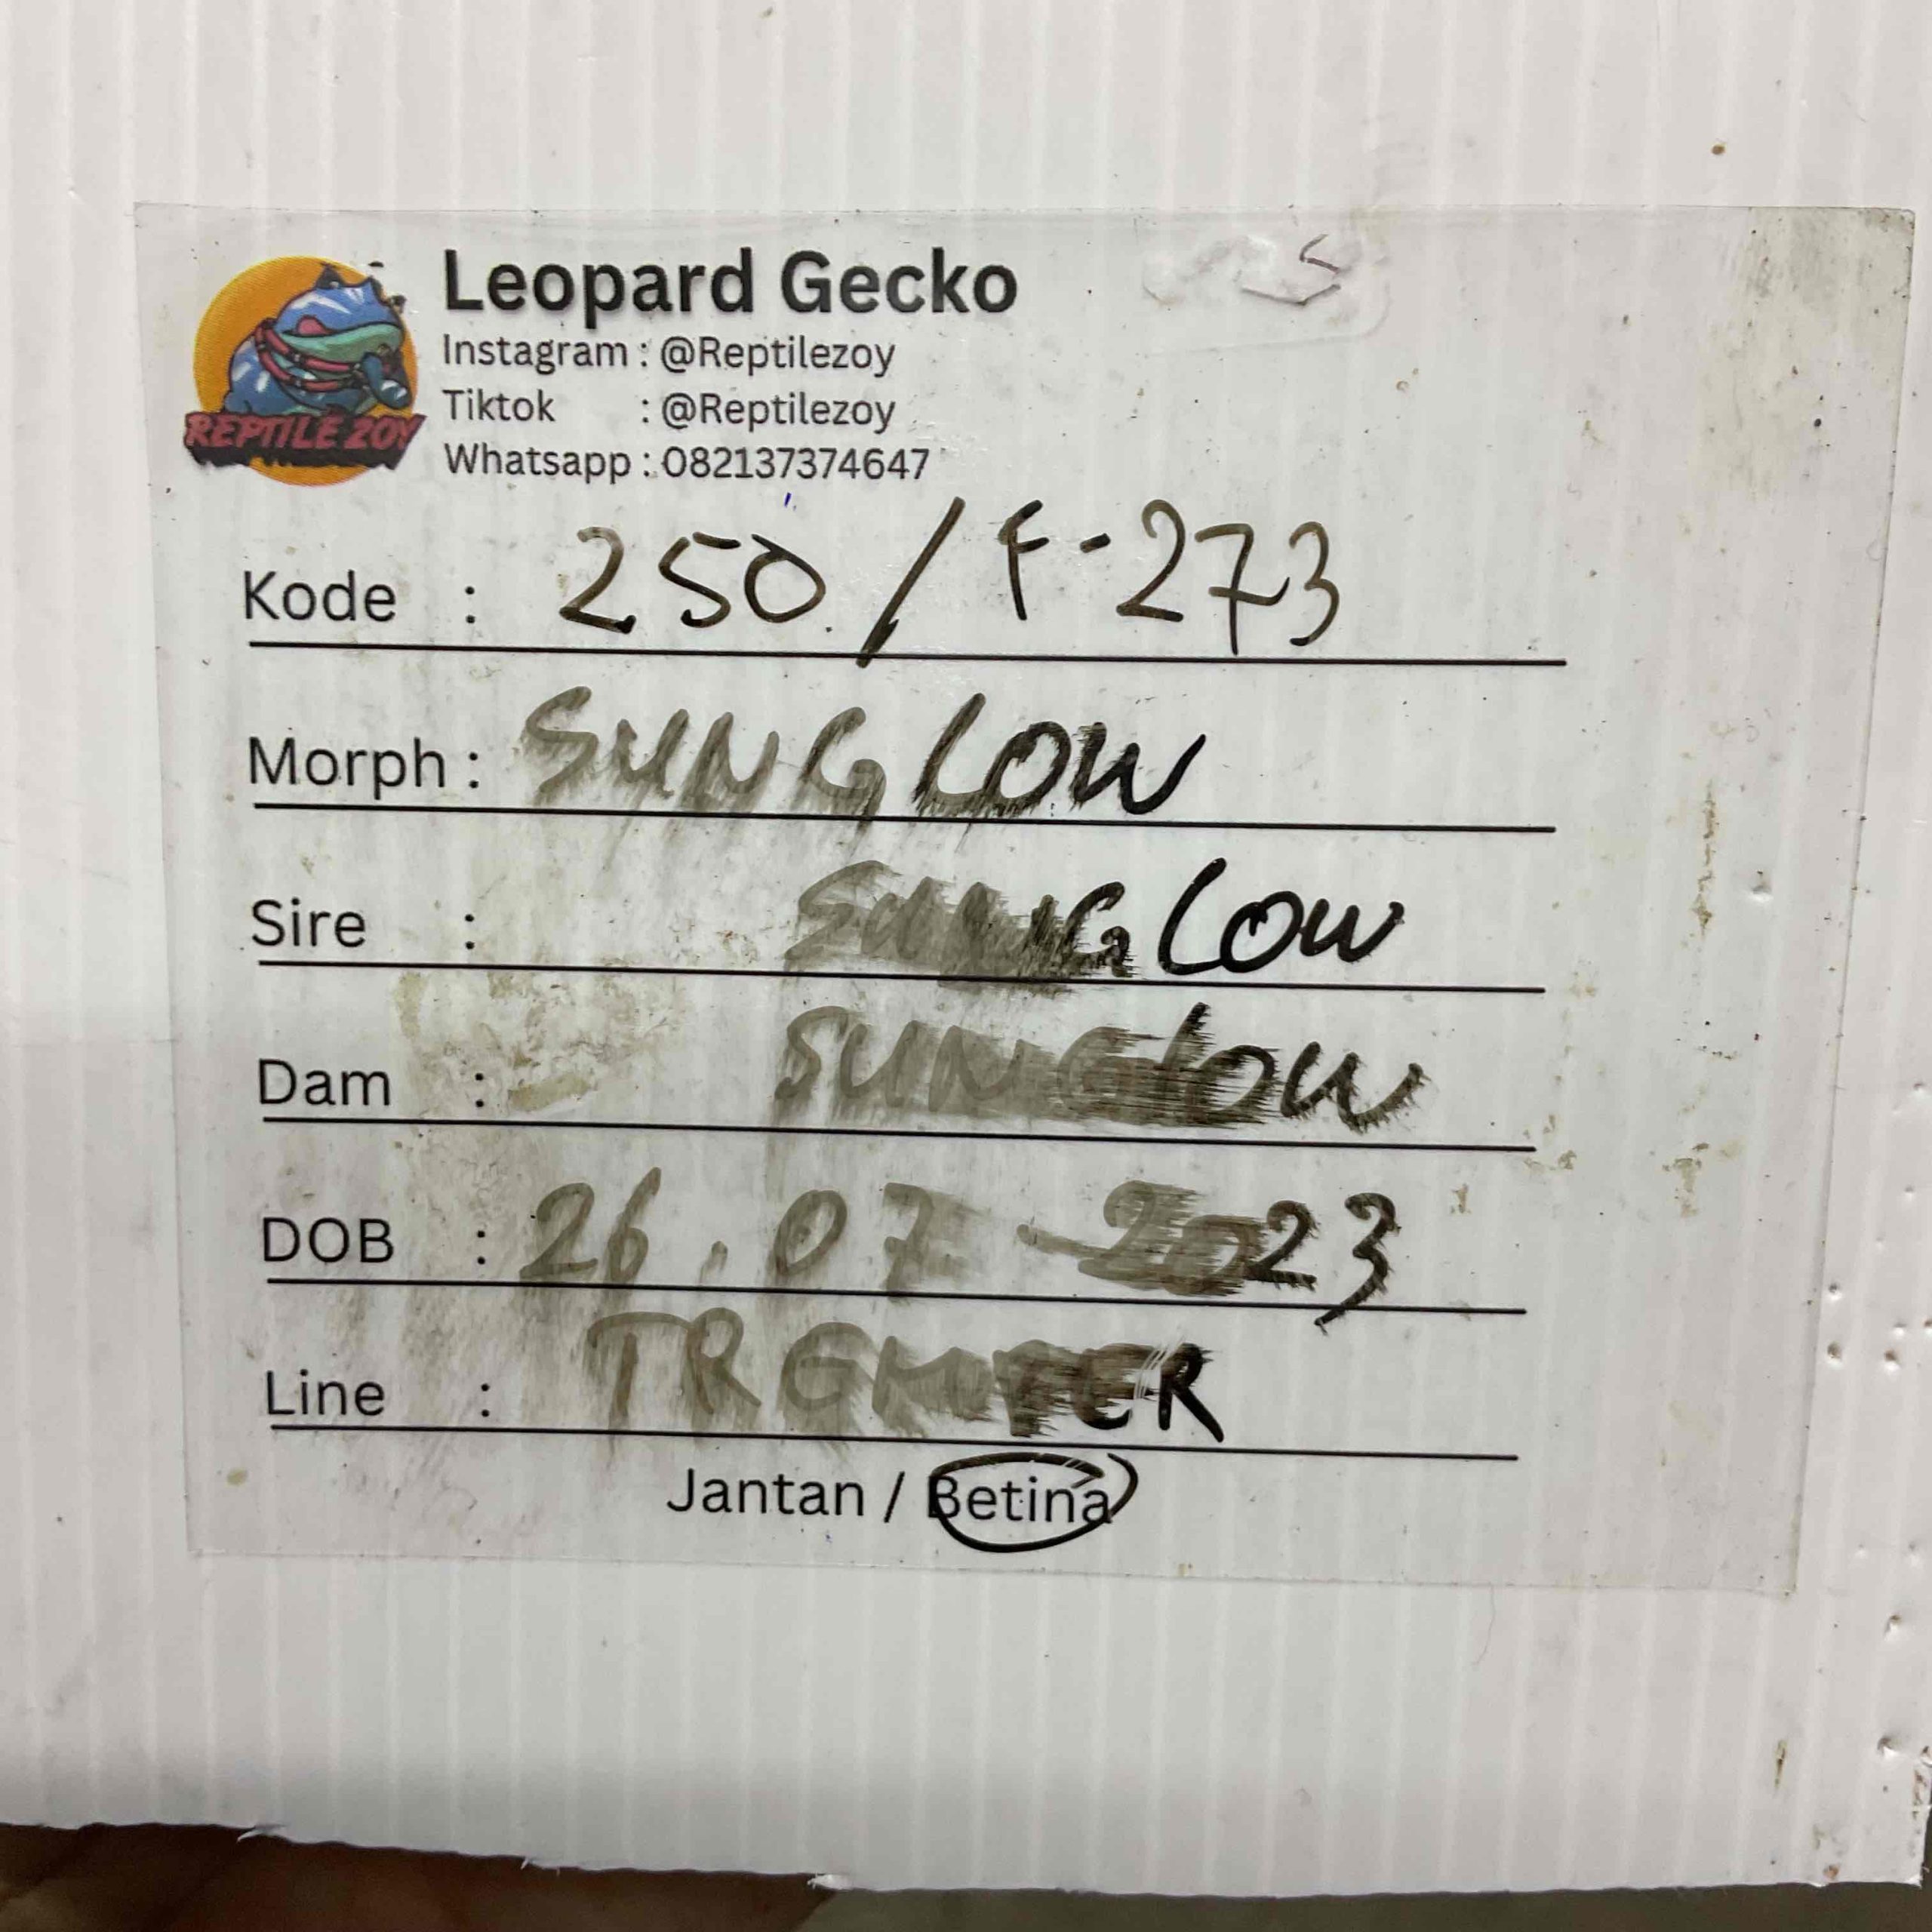 Leopard Gecko
Instagram : @Reptilezoy
Tiktok : @Reptilezoy
Whatsapp : 082137374647
REPTILE ZOY
Kode : 250 / F-273
Morph : SUNGLOW
Sire : SUNGLOW
Dam : SUNGLOW
DOB : 26.07-2023
Line : TREMPER
Jantan / Betina